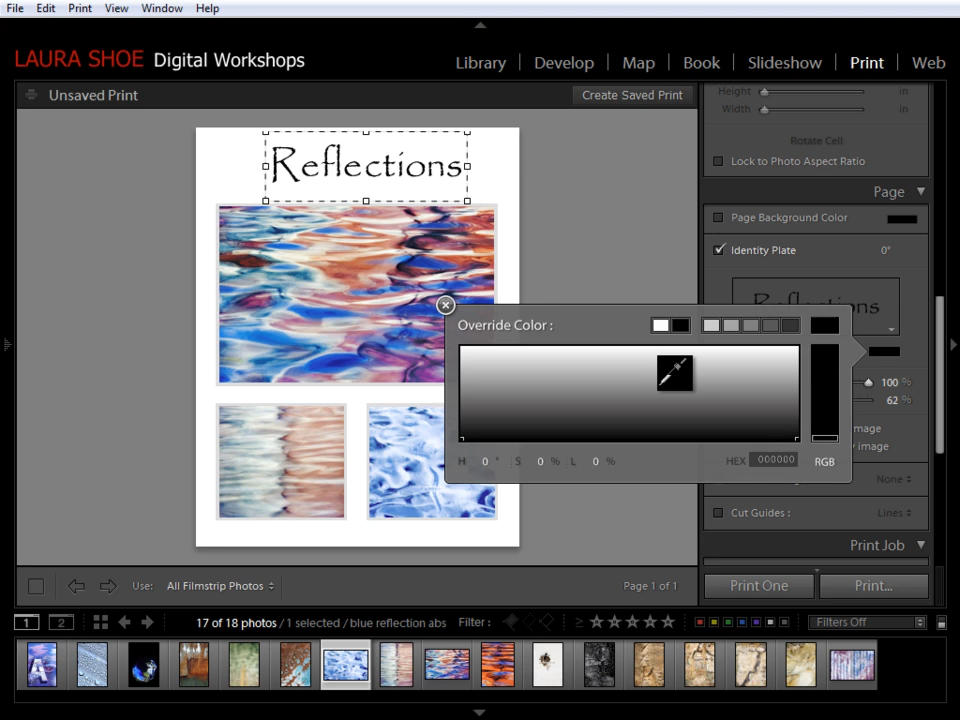 File Edit Print View Window Help
LAURA SHOE Digital Workshops
Library Develop Map Book Slideshow Print Web
Unsaved Print
Create Saved Print
Height in
Width in
Rotate Cell
Lock to Photo Aspect Ratio
Page
Page Background Color
Identity Plate 0°
Reflections
Reflections
Override Color :
100 %
62 %
mage
image
H 0 ° S 0 % L 0 %
HEX 000000
RGB
None
Cut Guides : Lines
Print Job
Print One Print...
Use: All Filmstrip Photos
Page 1 of 1
1 2
17 of 18 photos / 1 selected / blue reflection abs
Filter :
Filters Off
A